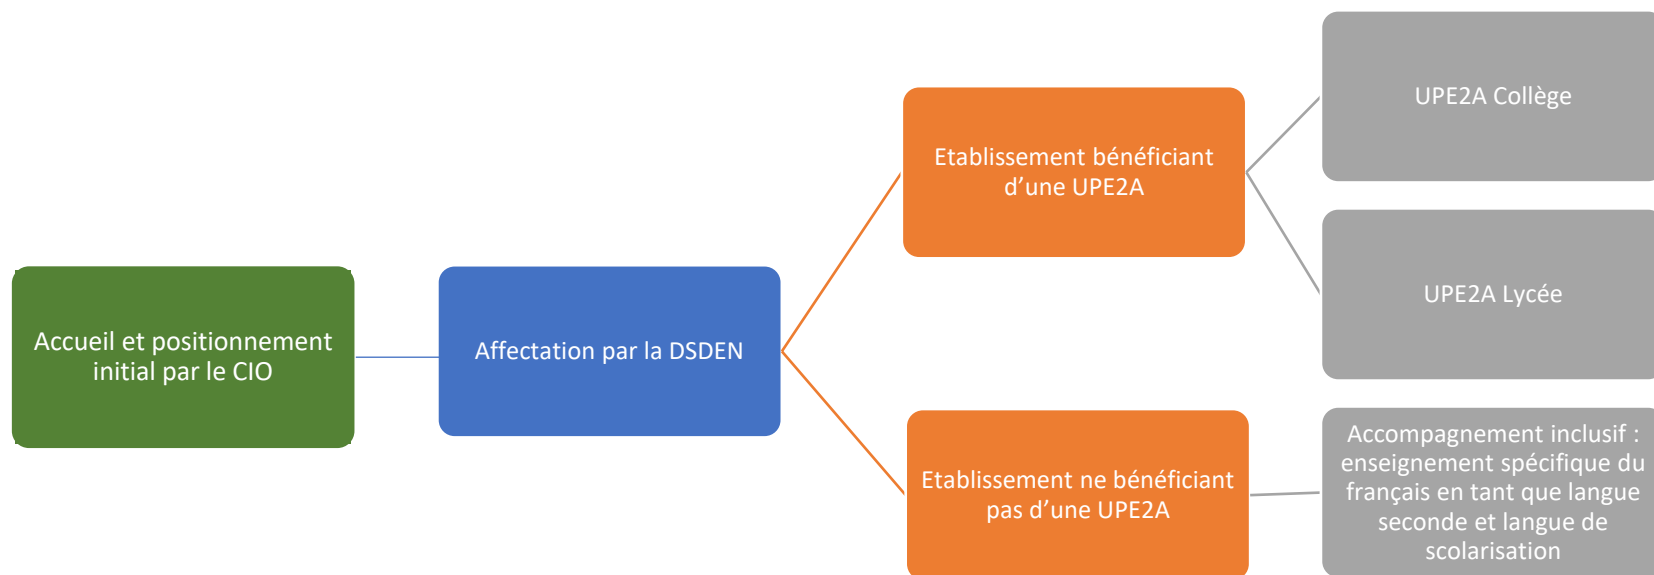 Accueil et positionnement
initial par le CIO
Affectation par la DSDEN
Etablissement bénéficiant
d’une UPE2A
UPE2A Collège
UPE2A Lycée
Etablissement ne bénéficiant
pas d’une UPE2A
Accompagnement inclusif :
enseignement spécifique du
français en tant que langue
seconde et langue de
scolarisation